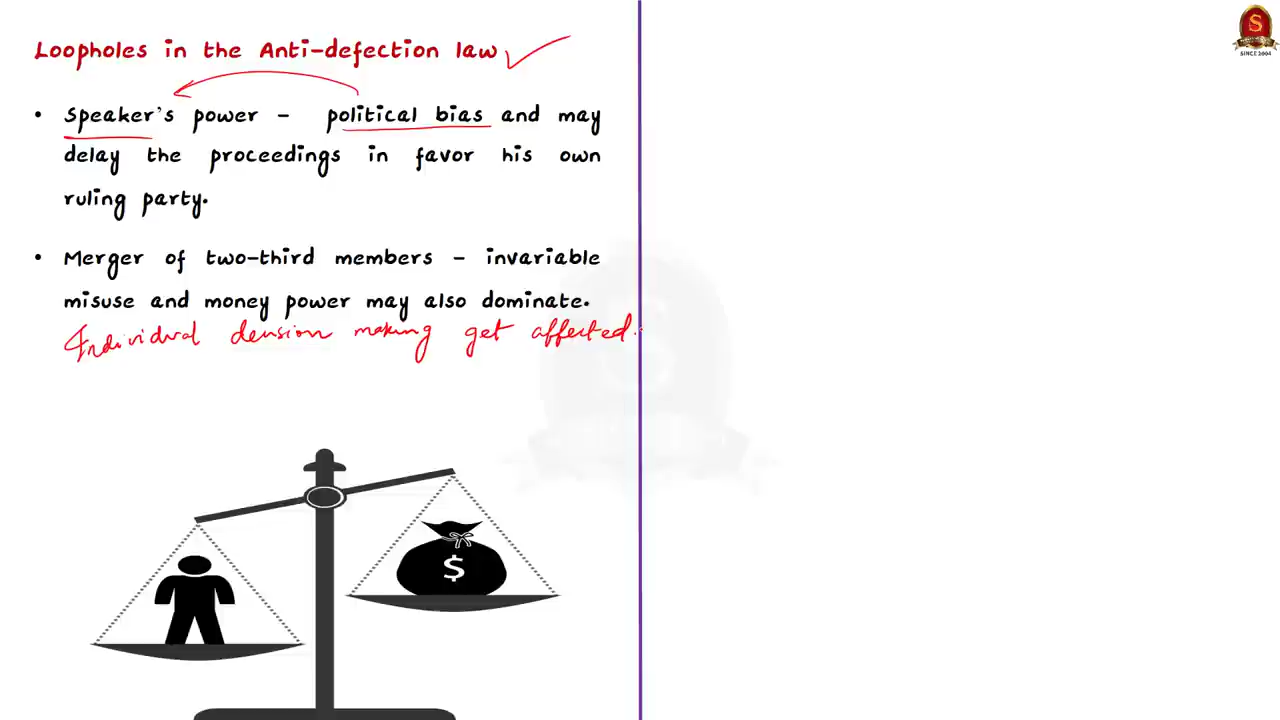 Loopholes in the Anti-defection law
• Speaker's power - political bias and may
delay the proceedings in favor his own
ruling party.
• Merger of two-third members - invariable
misuse and money power may also dominate.
Individual decision making get affected.
$
S
SINCE 2004